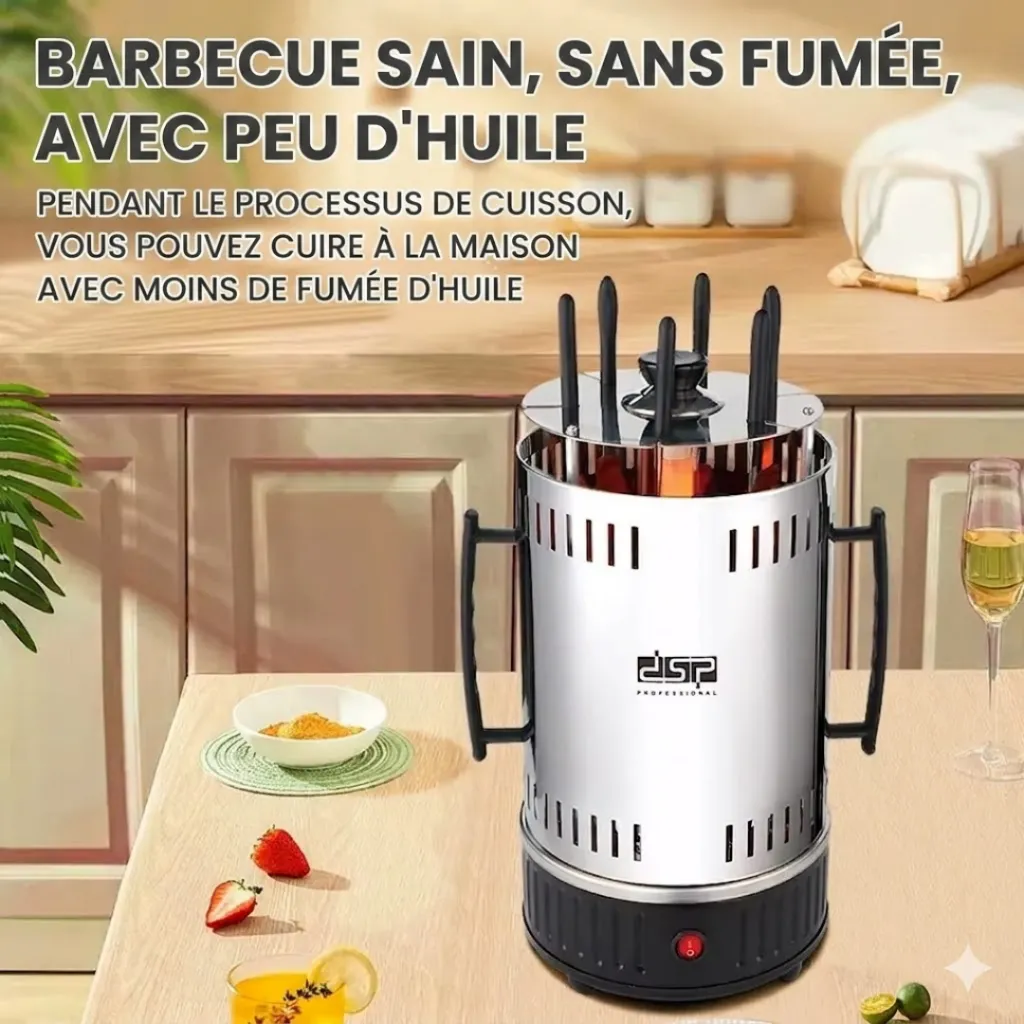 BARBECUE SAIN, SANS FUMÉE,
AVEC PEU D'HUILE
PENDANT LE PROCESSUS DE CUISSON,
VOUS POUVEZ CUIRE À LA MAISON
AVEC MOINS DE FUMÉE D'HUILE
dsp
PROFESSIONAL